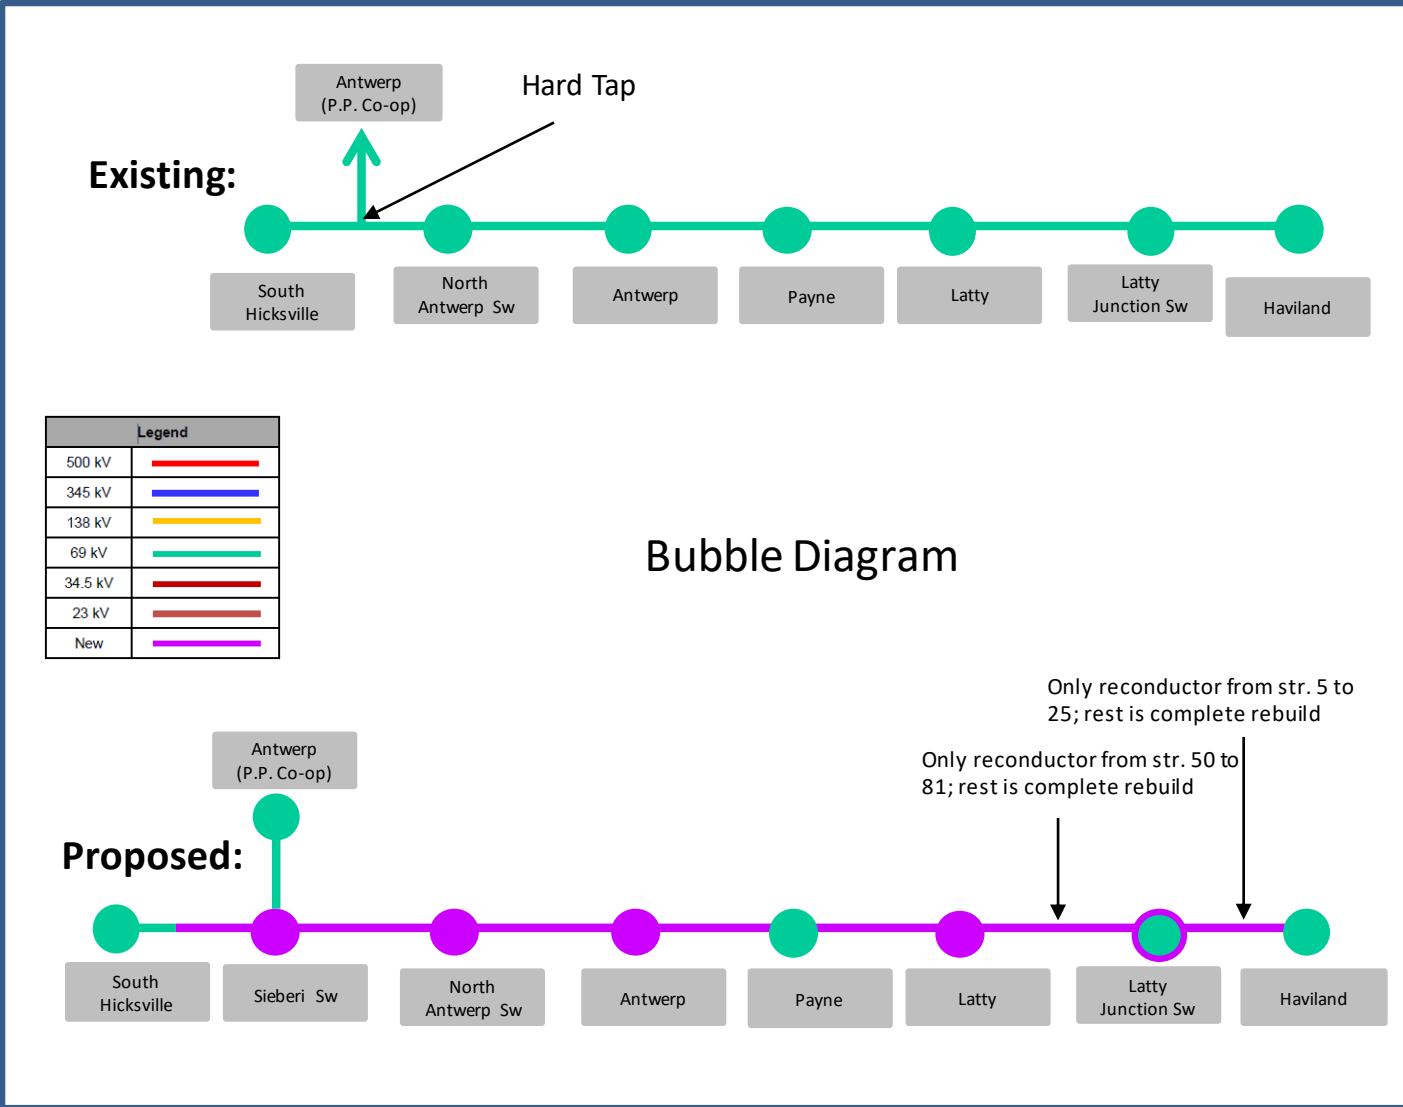 Antwerp
(P.P. Co-op)
Hard Tap
Existing:
South
Hicksville
North
Antwerp Sw
Antwerp
Payne
Latty
Latty
Junction Sw
Haviland
Legend
500 kV
345 kV
138 kV
69 kV
34.5 kV
23 kV
New
Bubble Diagram
Only reconductor from str. 5 to
25; rest is complete rebuild
Only reconductor from str. 50 to
81; rest is complete rebuild
Antwerp
(P.P. Co-op)
Proposed:
South
Hicksville
Sieberi Sw
North
Antwerp Sw
Antwerp
Payne
Latty
Latty
Junction Sw
Haviland